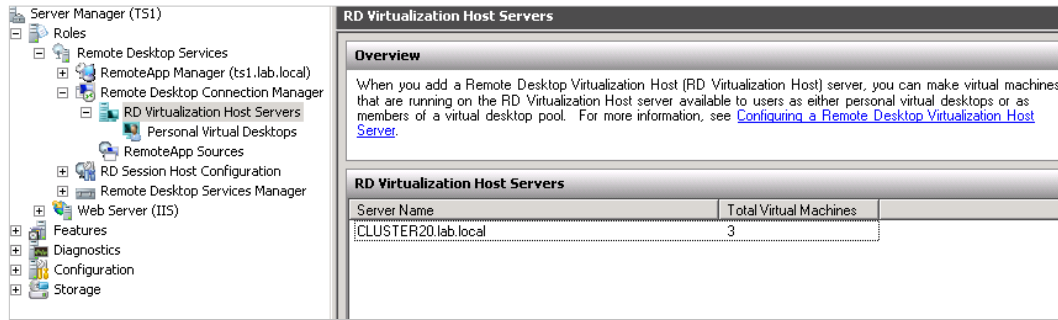 Server Manager (TS1)
Roles
Remote Desktop Services
RemoteApp Manager (ts1.lab.local)
Remote Desktop Connection Manager
RD Virtualization Host Servers
Personal Virtual Desktops
RemoteApp Sources
RD Session Host Configuration
Remote Desktop Services Manager
Web Server (IIS)
Features
Diagnostics
Configuration
Storage
RD Virtualization Host Servers
Overview
When you add a Remote Desktop Virtualization Host (RD Virtualization Host) server, you can make virtual machines
that are running on the RD Virtualization Host server available to users as either personal virtual desktops or as
members of a virtual desktop pool. For more information, see Configuring a Remote Desktop Virtualization Host
Server.
RD Virtualization Host Servers
Server Name Total Virtual Machines
CLUSTER20.lab.local 3